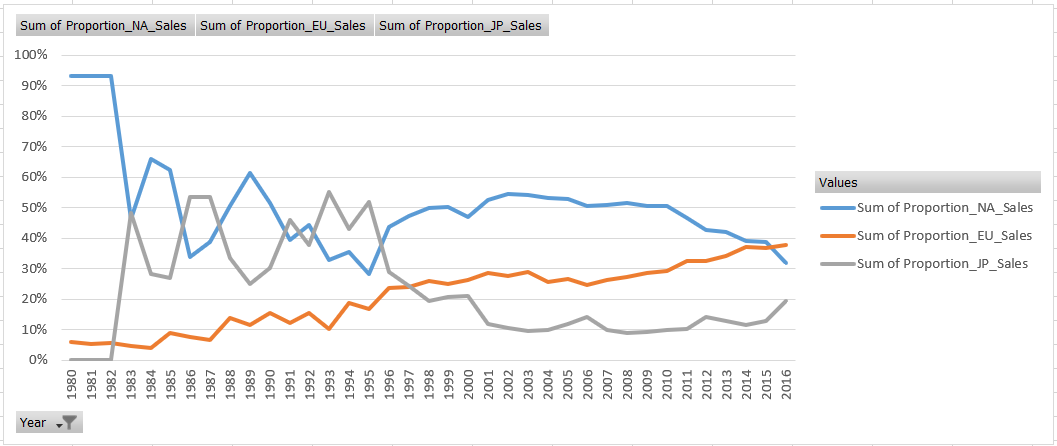 Sum of Proportion_NA_Sales Sum of Proportion_EU_Sales Sum of Proportion_JP_Sales
100%
90%
80%
70%
60%
50%
40%
30%
20%
10%
0%
1980 1981 1982 1983 1984 1985 1986 1987 1988 1989 1990 1991 1992 1993 1994 1995 1996 1997 1998 1999 2000 2001 2002 2003 2004 2005 2006 2007 2008 2009 2010 2011 2012 2013 2014 2015 2016
Values
Sum of Proportion_NA_Sales
Sum of Proportion_EU_Sales
Sum of Proportion_JP_Sales
Year